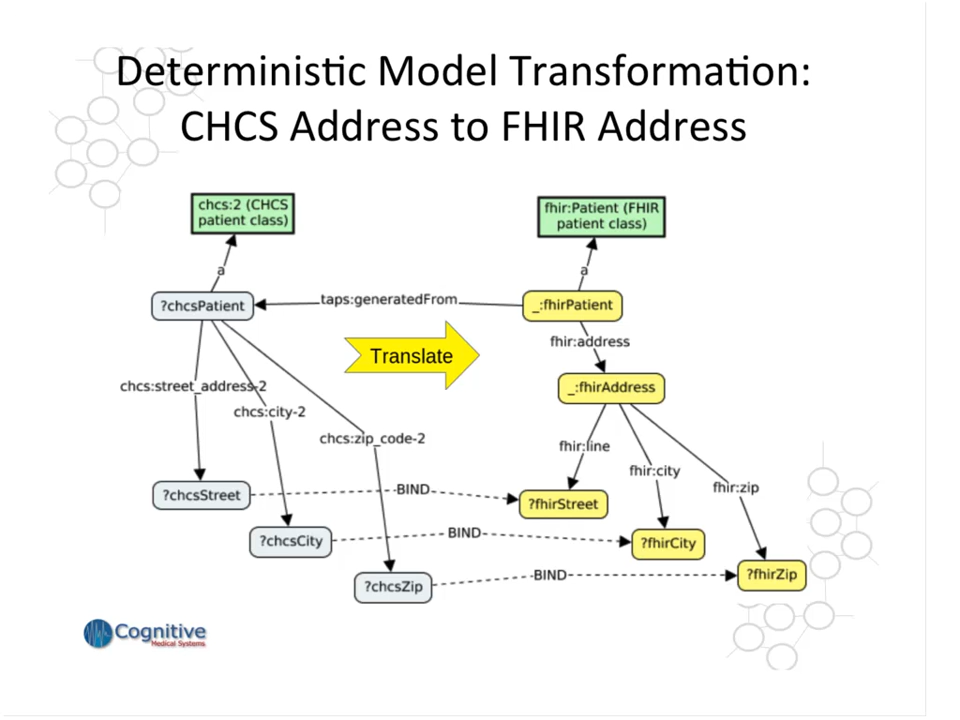 Deterministic Model Transformation:
CHCS Address to FHIR Address
chcs:2 (CHCS
patient class)
fhir:Patient (FHIR
patient class)
a
a
?chcsPatient
taps:generatedFrom
_:fhirPatient
fhir:address
Translate
chcs:street_address-2
_:fhirAddress
chcs:city-2
chcs:zip_code-2
fhir:line
fhir:city
fhir:zip
?chcsStreet
BIND
?fhirStreet
?chcsCity
BIND
?fhirCity
?chcsZip
BIND
?fhirZip
Cognitive
Medical Systems